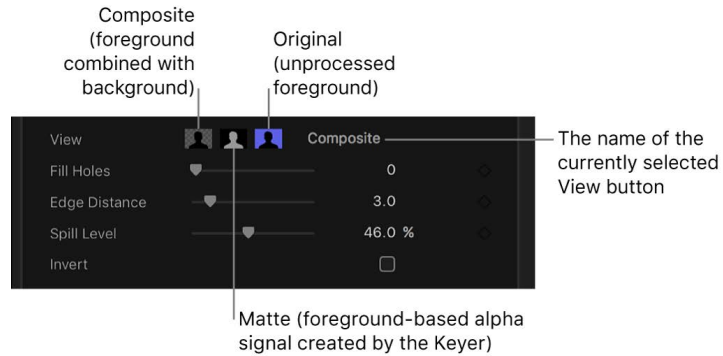 Composite
(foreground
combined with
background)
Original
(unprocessed
foreground)
View
Composite
Fill Holes
0
Edge Distance
3.0
Spill Level
46.0 %
Invert
The name of the
currently selected
View button
Matte (foreground-based alpha
signal created by the Keyer)